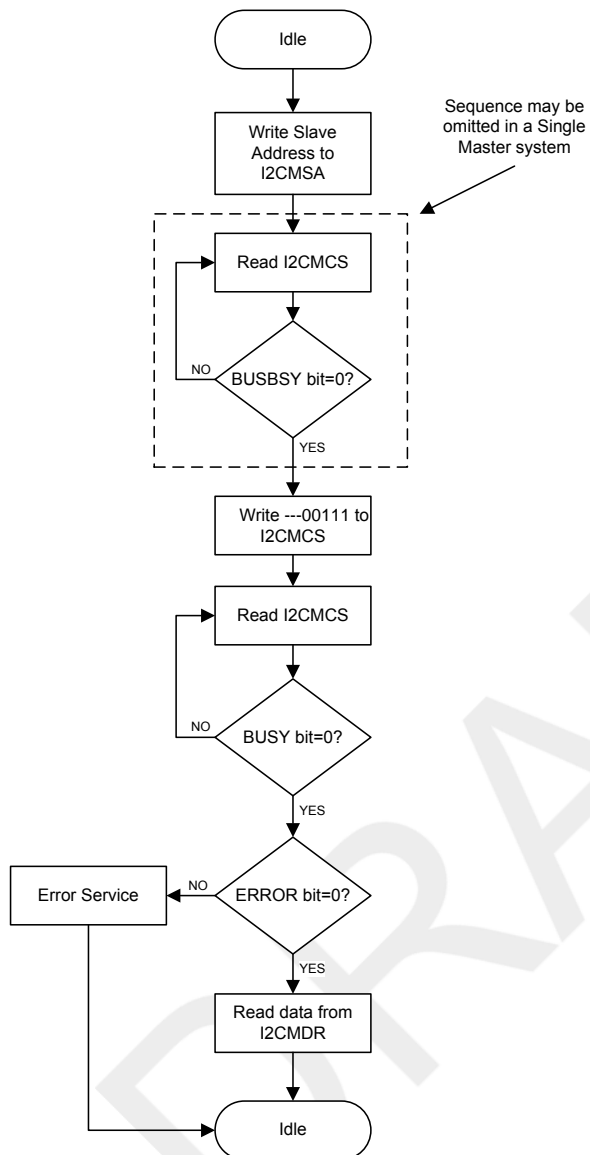 Idle
Write Slave
Address to
I2CMSA
Sequence may be
omitted in a Single
Master system
Read I2CMCS
BUSBSY bit=0?
NO
YES
Write ---00111 to
I2CMCS
Read I2CMCS
BUSY bit=0?
NO
YES
ERROR bit=0?
NO
Error Service
YES
Read data from
I2CMDR
Idle
DRA